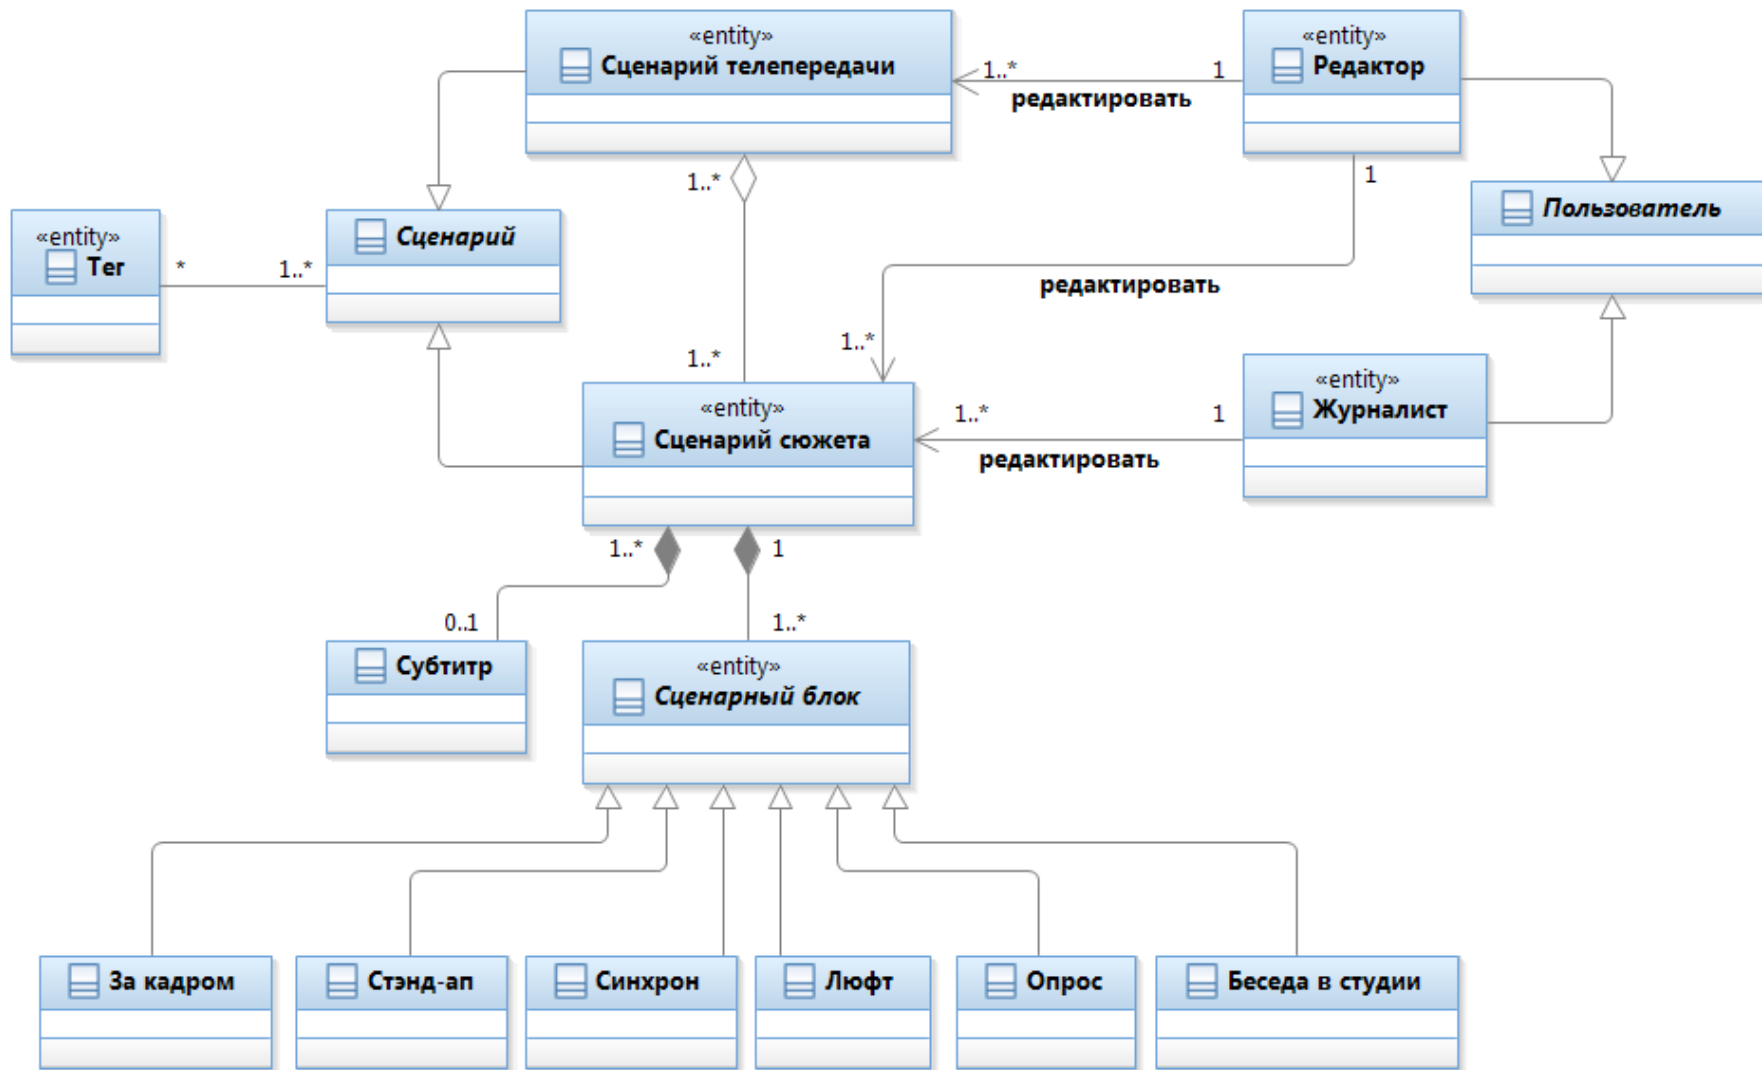 «entity»
Сценарий телепередачи
«entity»
Редактор
1..*
1
редактировать
1..*
1
Пользователь
«entity»
Тег
*
1..*
Сценарий
редактировать
1..*
1..*
«entity»
Сценарий сюжета
1..*
1
редактировать
«entity»
Журналист
1..*
1
0..1
1..*
Субтитр
«entity»
Сценарный блок
За кадром
Стэнд-ап
Синхрон
Люфт
Опрос
Беседа в студии